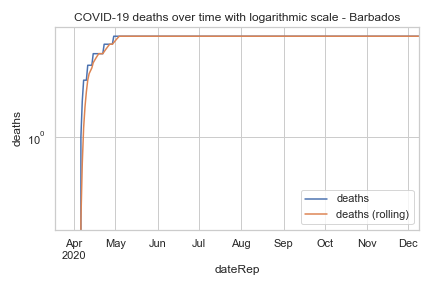 COVID-19 deaths over time with logarithmic scale - Barbados
deaths
10⁰
deaths
deaths (rolling)
Apr May Jun Jul Aug Sep Oct Nov Dec
2020
dateRep